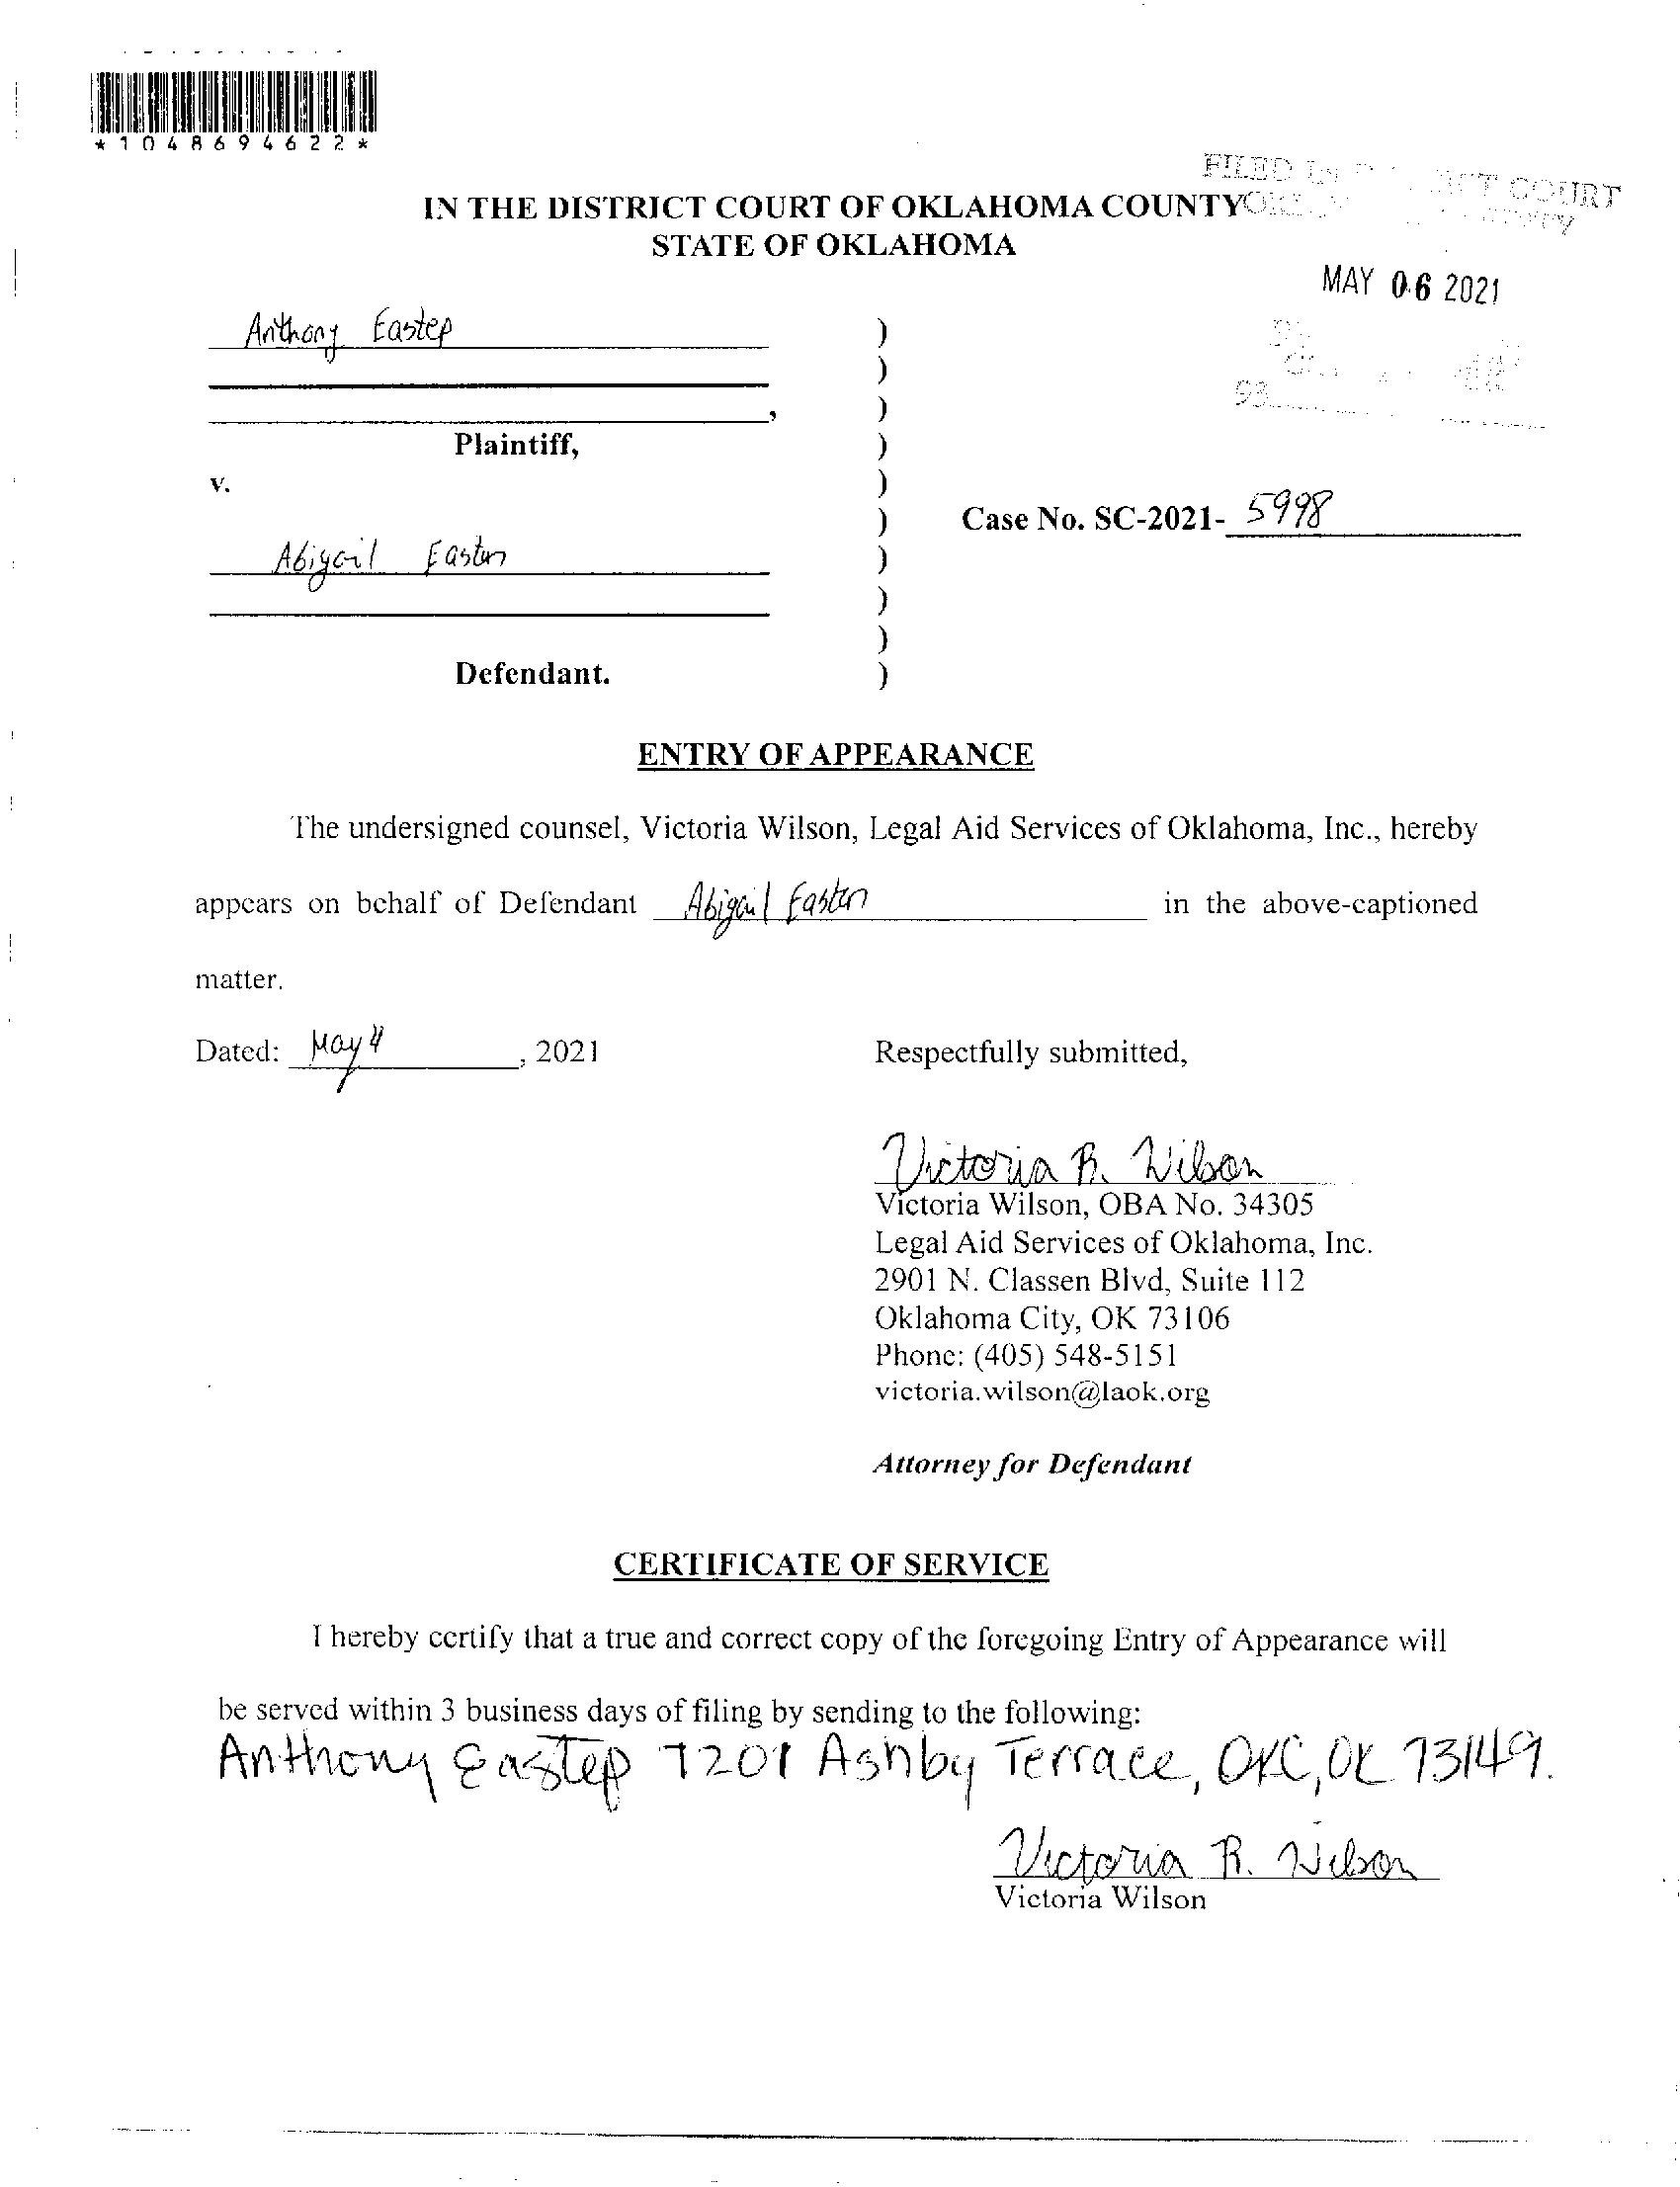 *1048694622*
FILED IN COURT
IN THE DISTRICT COURT OF OKLAHOMA COUNTY
STATE OF OKLAHOMA
MAY 06 2021
Anthony Eastep )
)
, )
Plaintiff, )
v. )
) Case No. SC-2021- 5998
Abigail Easton )
)
)
Defendant. )
ENTRY OF APPEARANCE
The undersigned counsel, Victoria Wilson, Legal Aid Services of Oklahoma, Inc., hereby
appears on behalf of Defendant Abigail Easton in the above-captioned
matter.
Dated: May 4, 2021 Respectfully submitted,
Victoria R. Wilson
Victoria Wilson, OBA No. 34305
Legal Aid Services of Oklahoma, Inc.
2901 N. Classen Blvd, Suite 112
Oklahoma City, OK 73106
Phone: (405) 548-5151
victoria.wilson@laok.org
Attorney for Defendant
CERTIFICATE OF SERVICE
I hereby certify that a true and correct copy of the foregoing Entry of Appearance will
be served within 3 business days of filing by sending to the following:
Anthony Eastep 7201 Ashby Terrace, OKC, OK 73149.
Victoria R. Wilson
Victoria Wilson